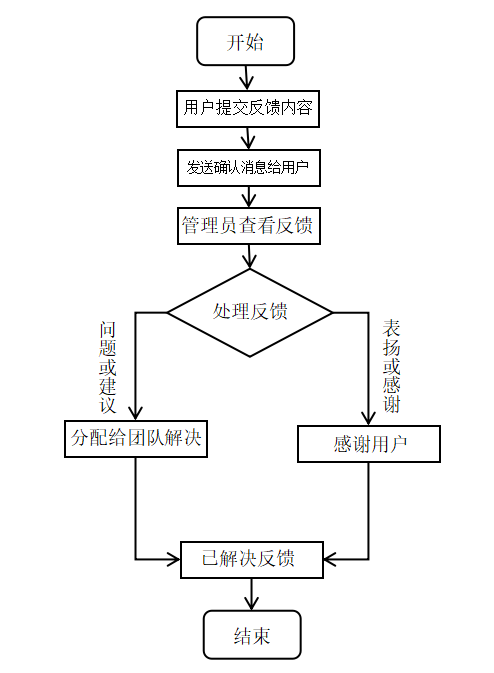 开始
用户提交反馈内容
发送确认消息给用户
管理员查看反馈
处理反馈
问题或建议
表扬或感谢
分配给团队解决
感谢用户
已解决反馈
结束